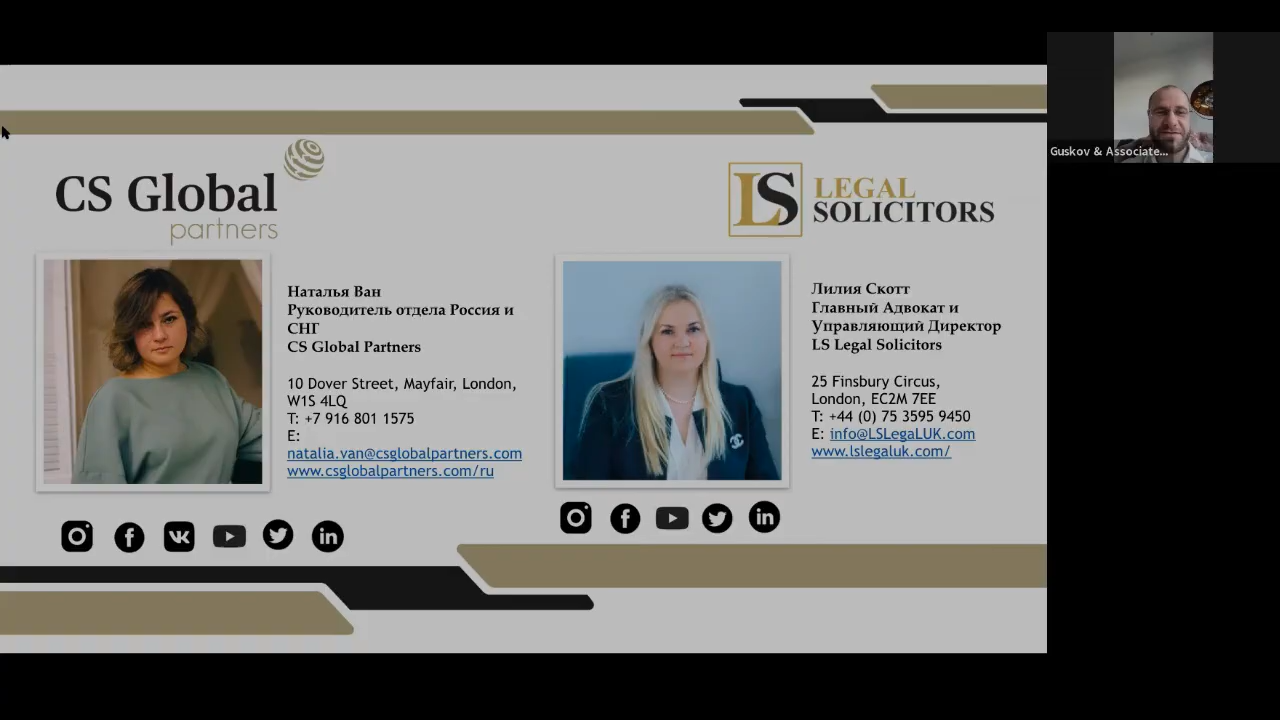 CS Global
partners
Наталья Ван
Руководитель отдела Россия и
СНГ
CS Global Partners
10 Dover Street, Mayfair, London,
W1S 4LQ
T: +7 916 801 1575
E:
natalia.van@csglobalpartners.com
www.csglobalpartners.com/ru
LS LEGAL
SOLICITORS
Лилия Скотт
Главный Адвокат и
Управляющий Директор
LS Legal Solicitors
25 Finsbury Circus,
London, EC2M 7EE
T: +44 (0) 75 3595 9450
E: info@LSLegaLUK.com
www.lslegaluk.com/
Guskov & Associate...